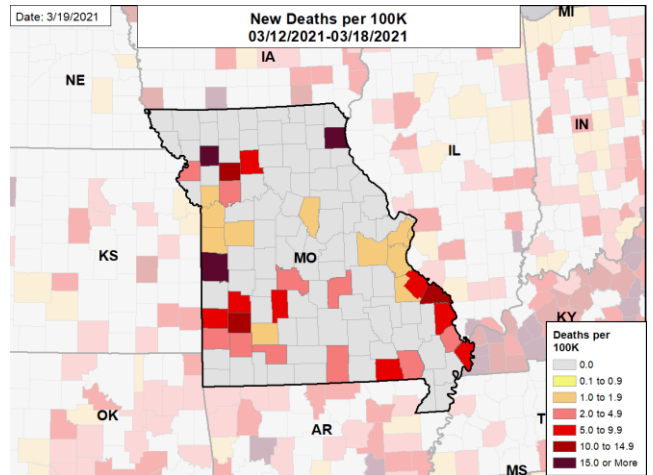 Date: 3/19/2021
New Deaths per 100K
03/12/2021-03/18/2021
MI
IA
NE
IN
IL
KS
MO
KY
OK
AR
MS
Deaths per
100K
0.0
0.1 to 0.9
1.0 to 1.9
2.0 to 4.9
5.0 to 9.9
10.0 to 14.9
15.0 or More